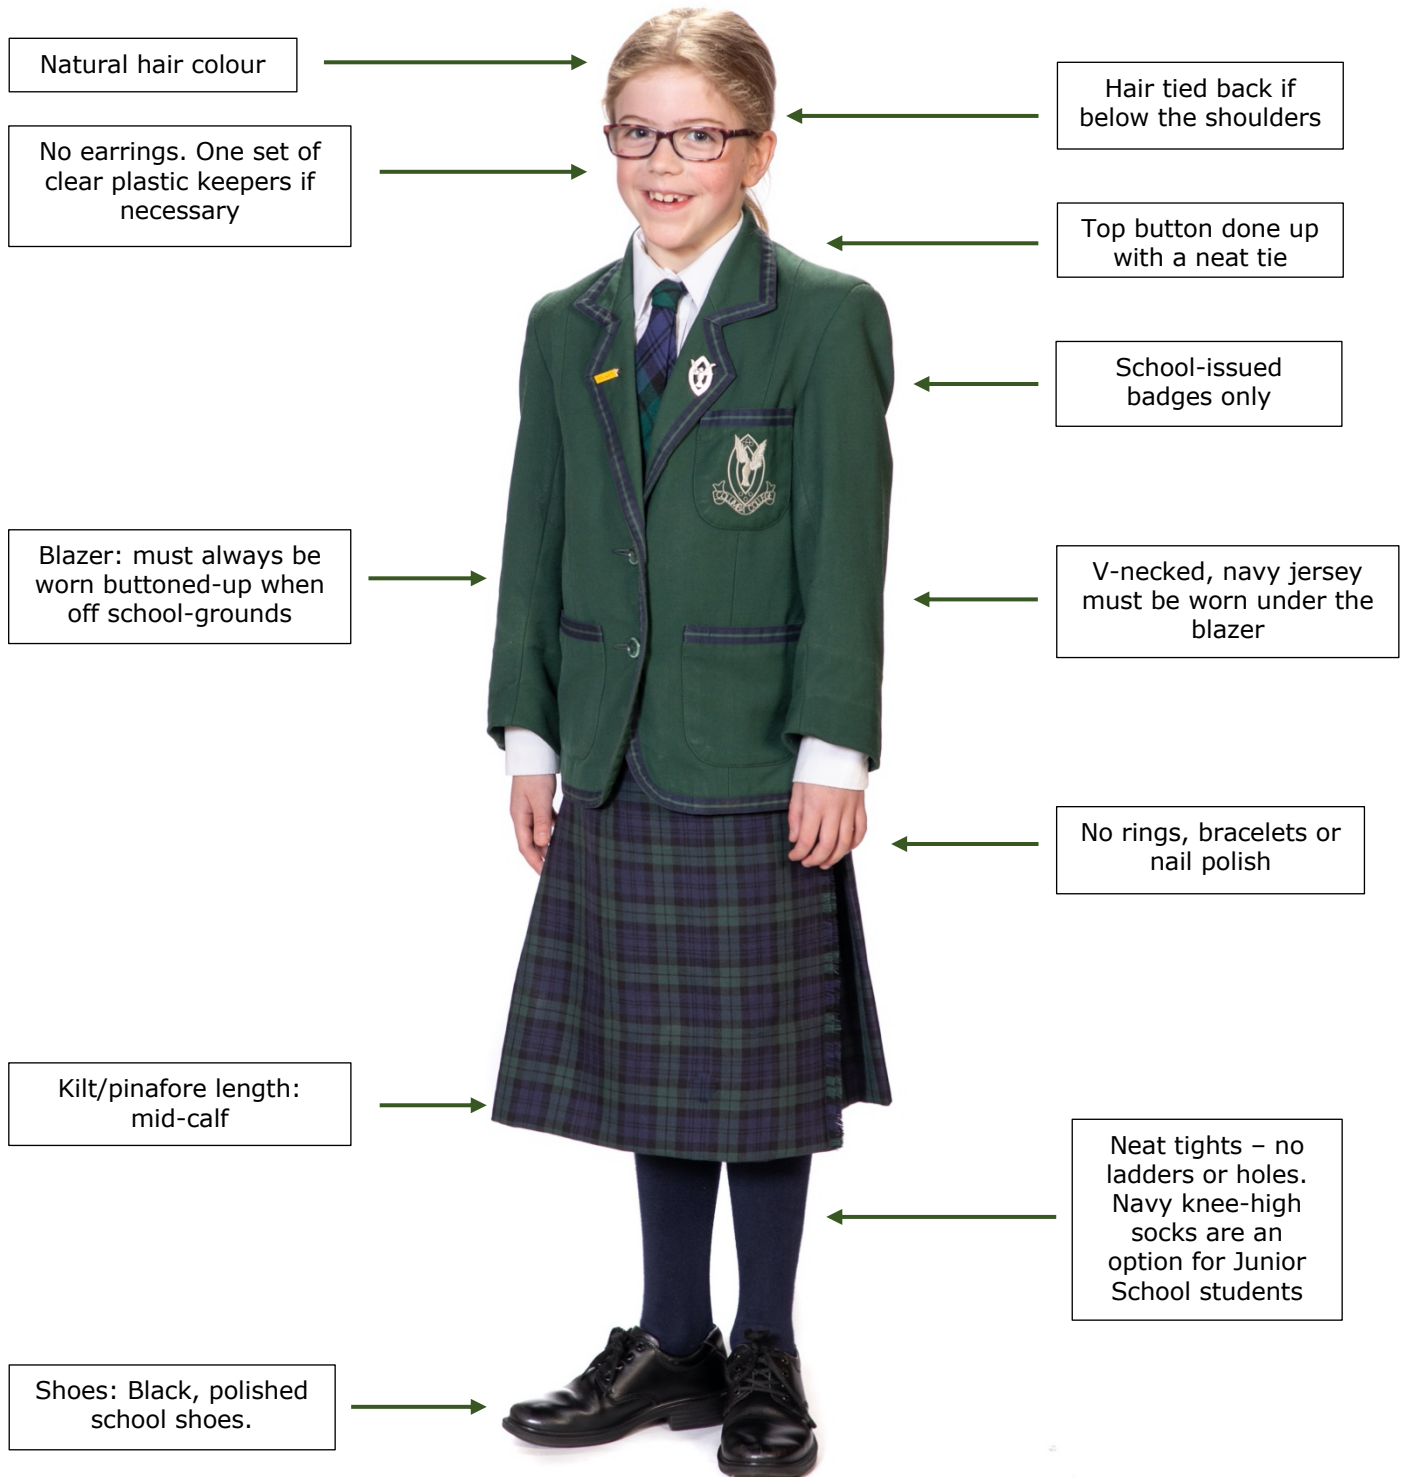 Natural hair colour
No earrings. One set of
clear plastic keepers if
necessary
Blazer: must always be
worn buttoned-up when
off school-grounds
Kilt/pinafore length:
mid-calf
Shoes: Black, polished
school shoes.
Hair tied back if
below the shoulders
Top button done up
with a neat tie
School-issued
badges only
COLUMBA COLLEGE
V-necked, navy jersey
must be worn under the
blazer
No rings, bracelets or
nail polish
Neat tights – no
ladders or holes.
Navy knee-high
socks are an
option for Junior
School students